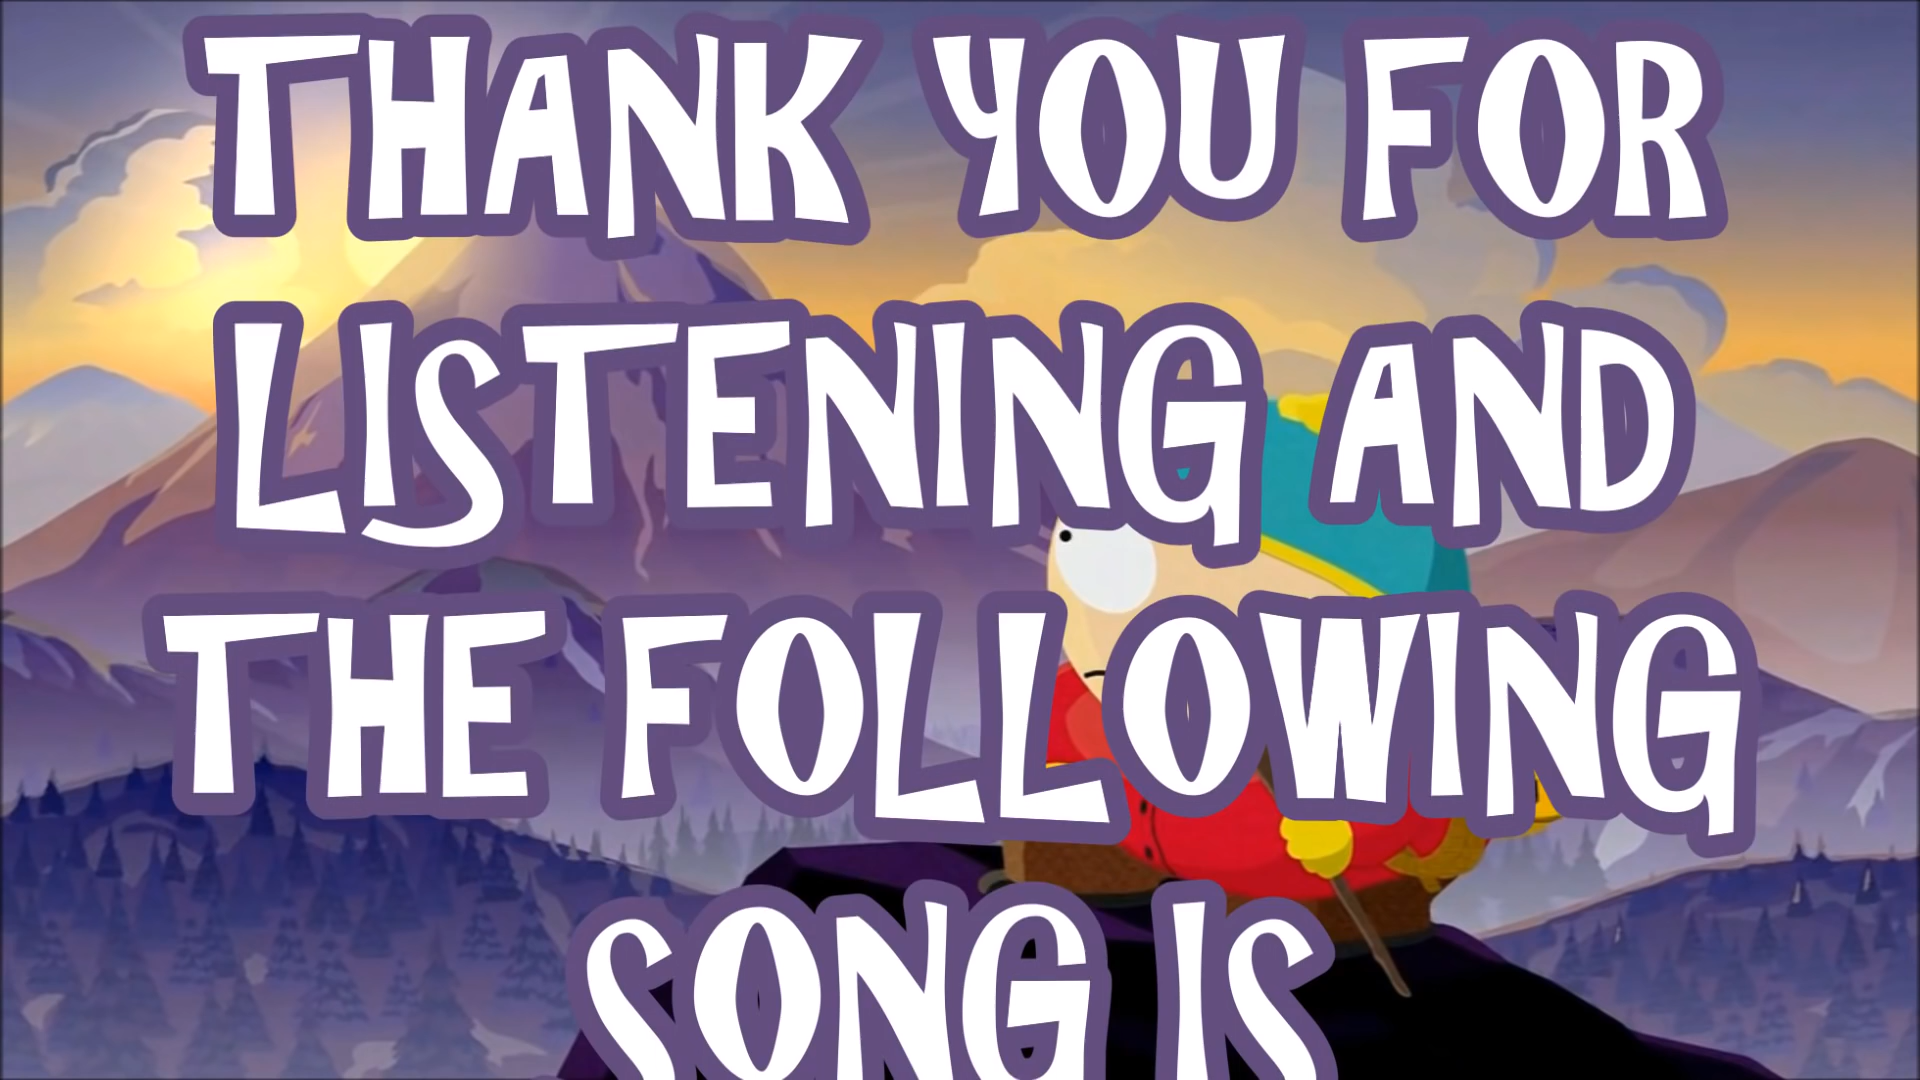 THANK YOU FOR
LISTENING AND
THE FOLLOWING
SONG IS